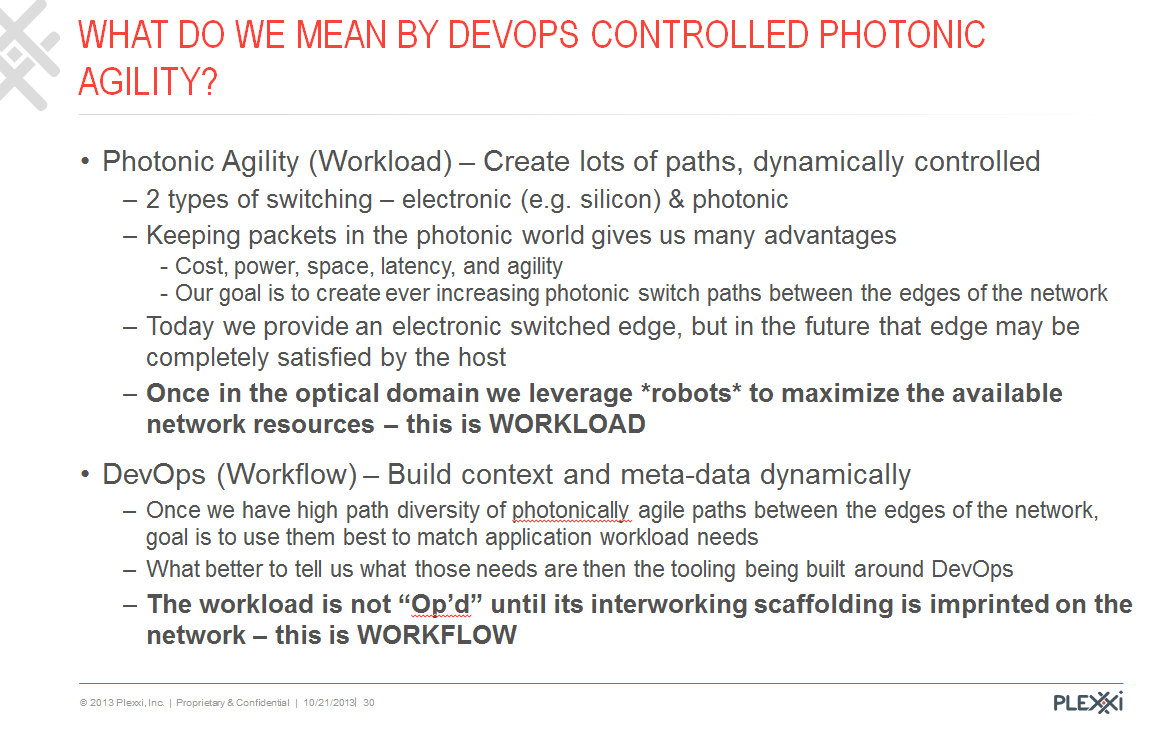 WHAT DO WE MEAN BY DEVOPS CONTROLLED PHOTONIC
AGILITY?
• Photonic Agility (Workload) – Create lots of paths, dynamically controlled
– 2 types of switching – electronic (e.g. silicon) & photonic
– Keeping packets in the photonic world gives us many advantages
- Cost, power, space, latency, and agility
- Our goal is to create ever increasing photonic switch paths between the edges of the network
– Today we provide an electronic switched edge, but in the future that edge may be
completely satisfied by the host
– Once in the optical domain we leverage *robots* to maximize the available
network resources – this is WORKLOAD
• DevOps (Workflow) – Build context and meta-data dynamically
– Once we have high path diversity of photonically agile paths between the edges of the network,
goal is to use them best to match application workload needs
– What better to tell us what those needs are then the tooling being built around DevOps
– The workload is not “Op’d” until its interworking scaffolding is imprinted on the
network – this is WORKFLOW
© 2013 Plexxi, Inc. | Proprietary & Confidential | 10/21/2013| 30
PLEXXi